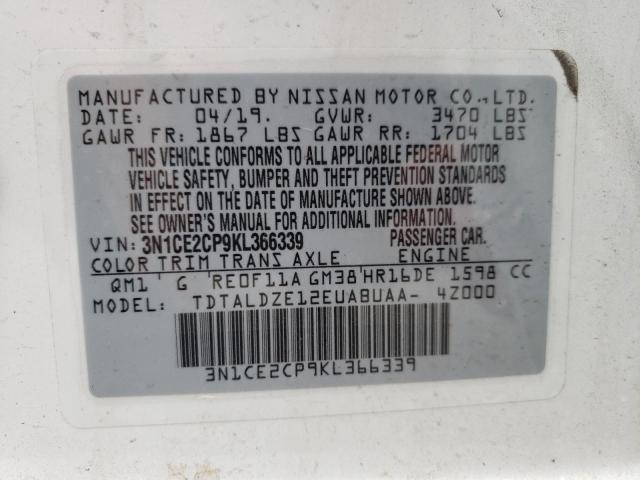 MANUFACTURED BY NISSAN MOTOR CO., LTD.
DATE: 04/19. GVWR: 3470 LBS
GAWR FR: 1867 LBS GAWR RR: 1704 LBS
THIS VEHICLE CONFORMS TO ALL APPLICABLE FEDERAL MOTOR
VEHICLE SAFETY, BUMPER AND THEFT PREVENTION STANDARDS
IN EFFECT ON THE DATE OF MANUFACTURE SHOWN ABOVE.
SEE OWNER'S MANUAL FOR ADDITIONAL INFORMATION.
VIN: 3N1CE2CP9KL366339 PASSENGER CAR.
COLOR TRIM TRANS AXLE ENGINE
QM1 G RE0F11A GM38 HR16DE 1598 CC
MODEL: TDTALDZE12EUABUAA- 4Z000
3N1CE2CP9KL366339